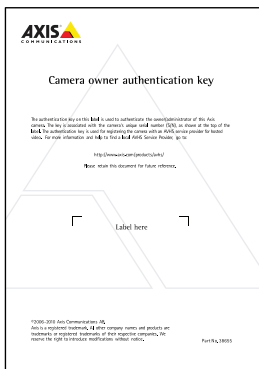 AXIS
COMMUNICATIONS
Camera owner authentication key
The authentication key on this label is used to authenticate the owner/administrator of this Axis
camera. The key is associated with the camera's unique serial number (S/N), as shown at the top of the
label. The authentication key is used for registering the camera with an AVHS service provider for hosted
video. For more information and help to find a local AVHS Service Provider, go to:
http://www.axis.com/products/avhs/
Please retain this document for future reference.
Label here
©2006-2010 Axis Communications AB.
Axis is a registered trademark. All other company names and products are
trademarks or registered trademarks of their respective companies. We
reserve the right to introduce modifications without notice.
Part No. 38655